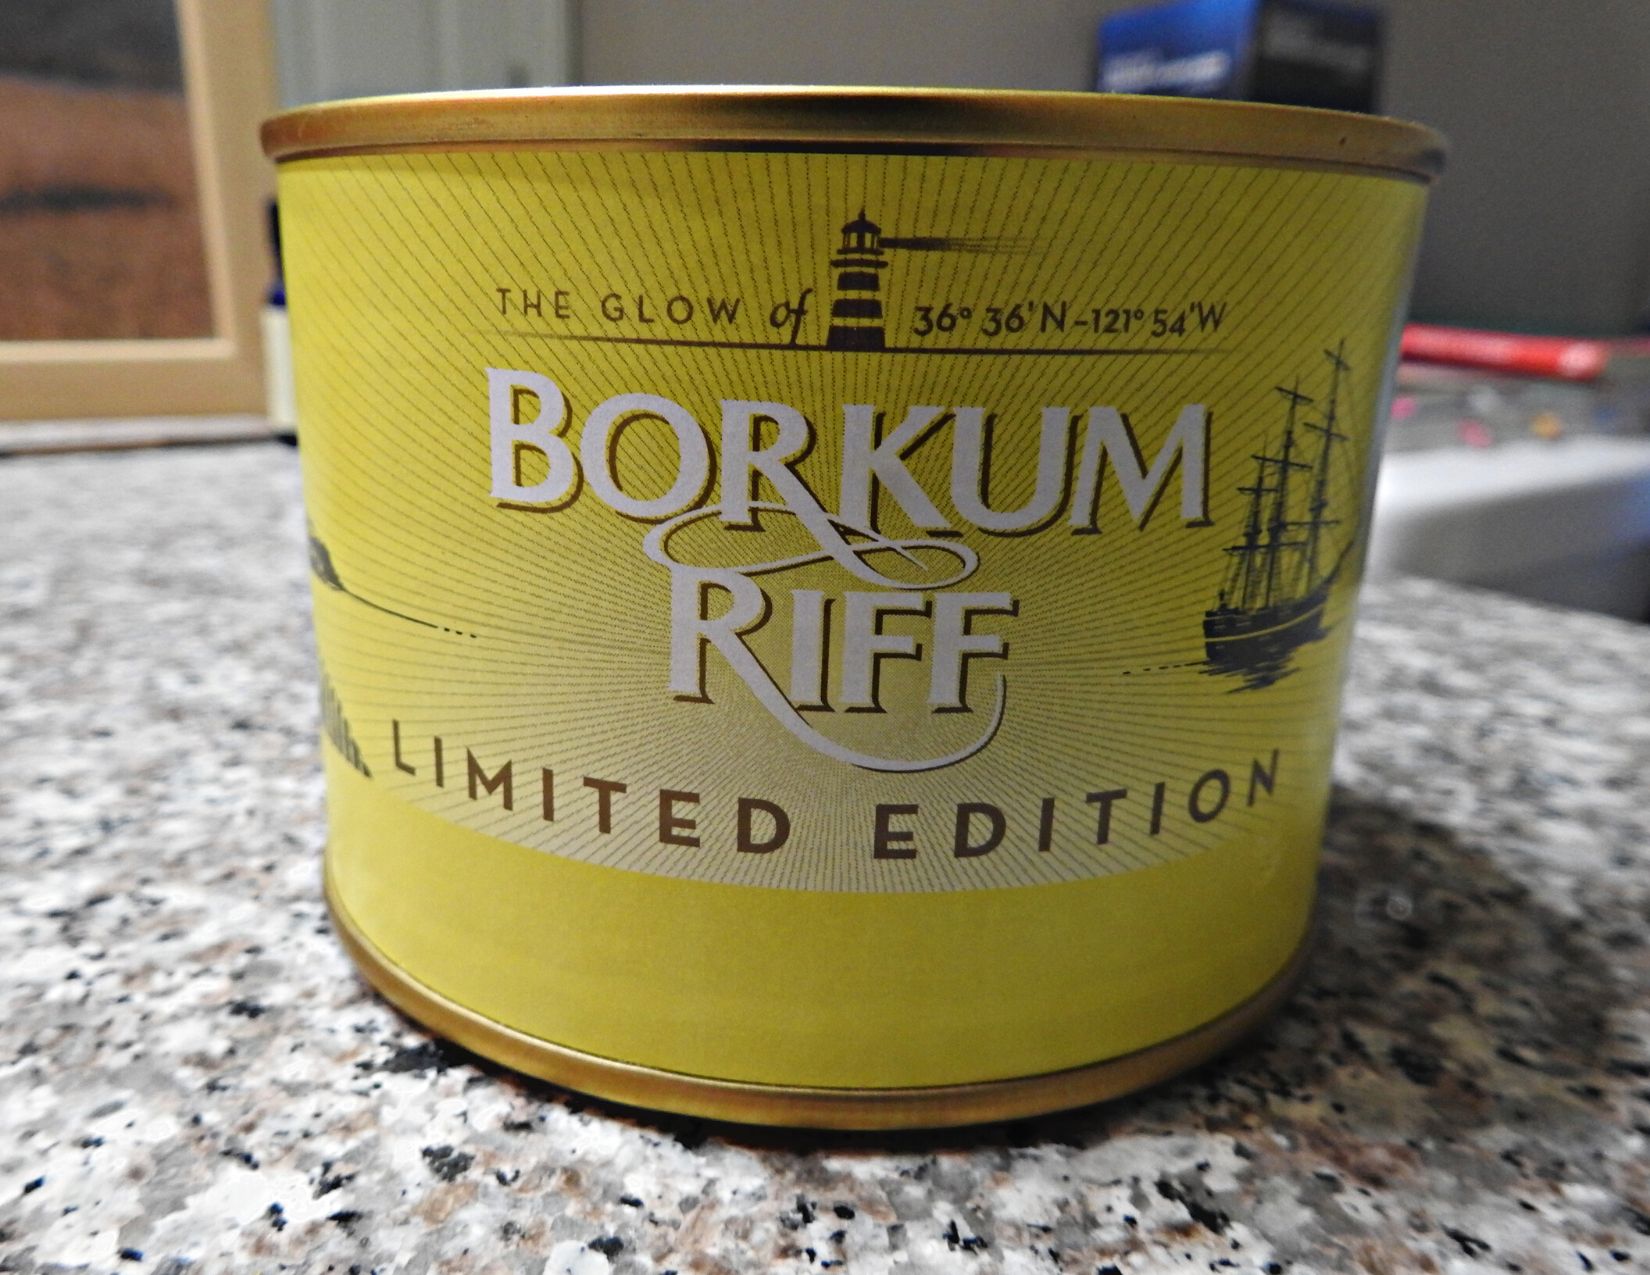 THE GLOW of 36° 36'N -121° 54'W
BORKUM
RIFF
LIMITED EDITION